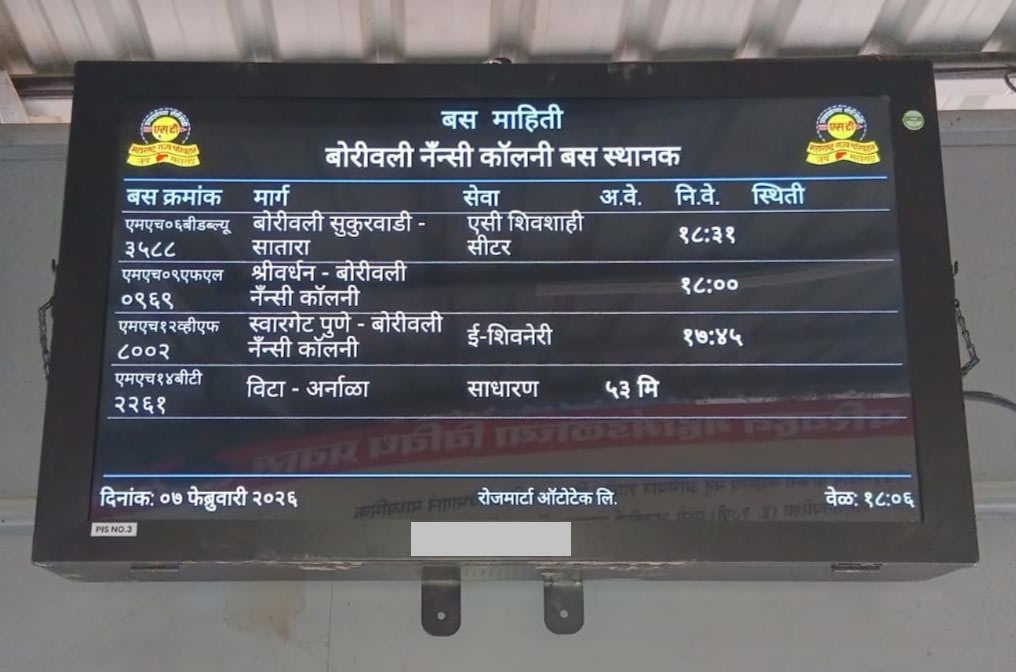 बस माहिती
बोरीवली नॅन्सी कॉलनी बस स्थानक
एसटी
एसटी
बस क्रमांक मार्ग सेवा अ.वे. नि.वे. स्थिती
एमएच०६बीडब्ल्यू बोरीवली सुकुरवाडी - एसी शिवशाही
३५८८ सातारा सीटर १८:३१
एमएच०९एफएल श्रीवर्धन - बोरीवली
०९६९ नॅन्सी कॉलनी १८:००
एमएच१२व्हीएफ स्वारगेट पुणे - बोरीवली
८००२ नॅन्सी कॉलनी ई-शिवनेरी १७:४५
एमएच१४बीटी
२२६१ विटा - अर्नाळा साधारण ५३ मि
दिनांक: ०७ फेब्रुवारी २०२६ रोजमार्टा ऑटोटेक लि. वेळ: १८:०६
PIS NO.3